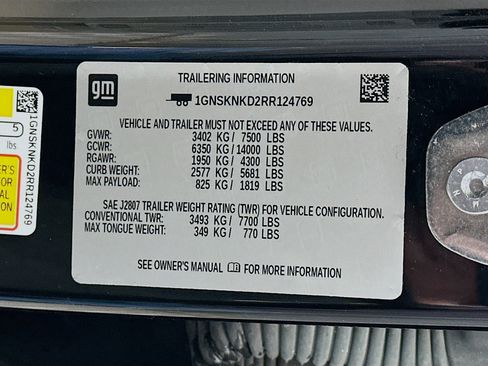 gm
TRAILERING INFORMATION
1GNSKNKD2RR124769
VEHICLE AND TRAILER MUST NOT EXCEED ANY OF THESE VALUES.
GVWR: 3402 KG / 7500 LBS
GCWR: 6350 KG / 14000 LBS
RGAWR: 1950 KG / 4300 LBS
CURB WEIGHT: 2577 KG / 5681 LBS
MAX PAYLOAD: 825 KG / 1819 LBS
SAE J2807 TRAILER WEIGHT RATING (TWR) FOR VEHICLE CONFIGURATION.
CONVENTIONAL TWR: 3493 KG / 7700 LBS
MAX TONGUE WEIGHT: 349 KG / 770 LBS
SEE OWNER'S MANUAL FOR MORE INFORMATION
5
lbs
1GNSKNKD2RR124769